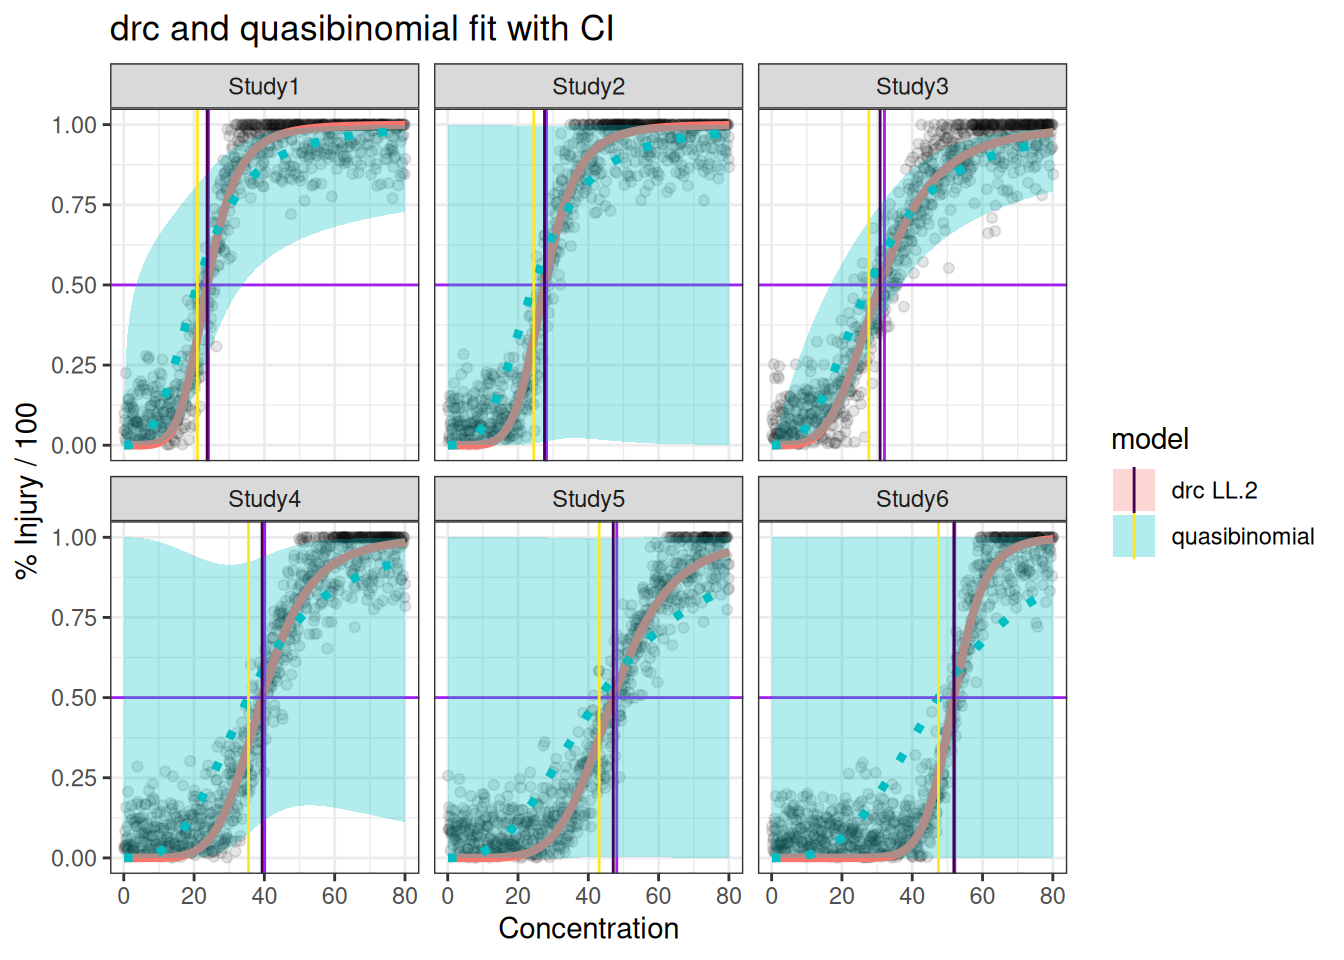 drc and quasibinomial fit with CI
Study1
Study2
Study3
1.00
0.75
0.50
0.25
0.00
Study4
Study5
Study6
1.00
0.75
0.50
0.25
0.00
0 20 40 60 80
0 20 40 60 80
0 20 40 60 80
% Injury / 100
Concentration
model
drc LL.2
quasibinomial